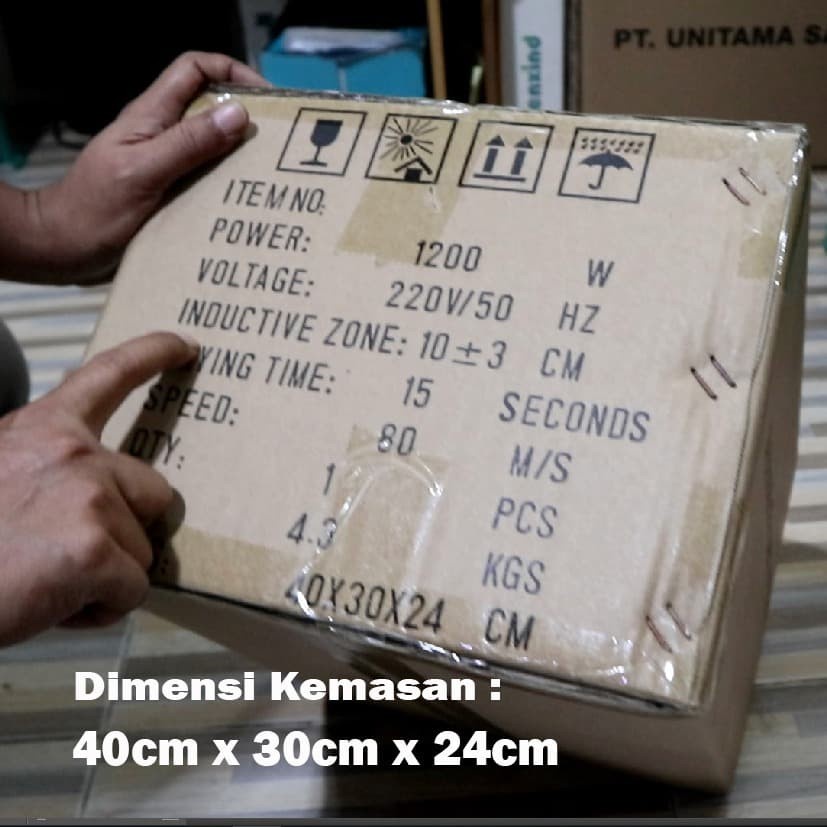 PT. UNITAMA
ITEM NO:
POWER: 1200 W
VOLTAGE: 220V/50 HZ
INDUCTIVE ZONE: 10±3 CM
TIME: 15 SECONDS
SPEED: 80 M/S
QTY: 1 PCS
4.3 KGS
40X30X24 CM
Dimensi Kemasan :
40cm x 30cm x 24cm